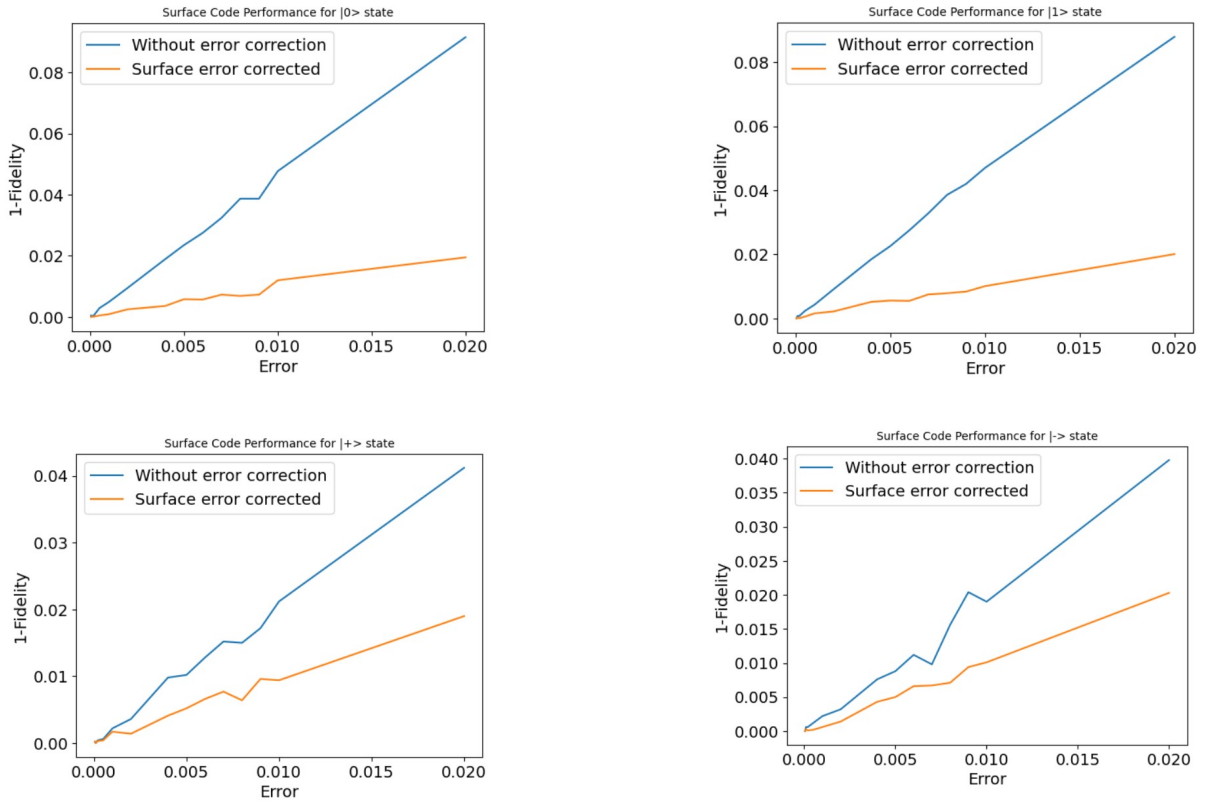 Surface Code Performance for |0> state
Without error correction
Surface error corrected
1-Fidelity
0.08
0.06
0.04
0.02
0.00
0.000 0.005 0.010 0.015 0.020
Error
Surface Code Performance for |1> state
Without error correction
Surface error corrected
1-Fidelity
0.08
0.06
0.04
0.02
0.00
0.000 0.005 0.010 0.015 0.020
Error
Surface Code Performance for |+> state
Without error correction
Surface error corrected
1-Fidelity
0.04
0.03
0.02
0.01
0.00
0.000 0.005 0.010 0.015 0.020
Error
Surface Code Performance for |-> state
Without error correction
Surface error corrected
1-Fidelity
0.040
0.035
0.030
0.025
0.020
0.015
0.010
0.005
0.000
0.000 0.005 0.010 0.015 0.020
Error